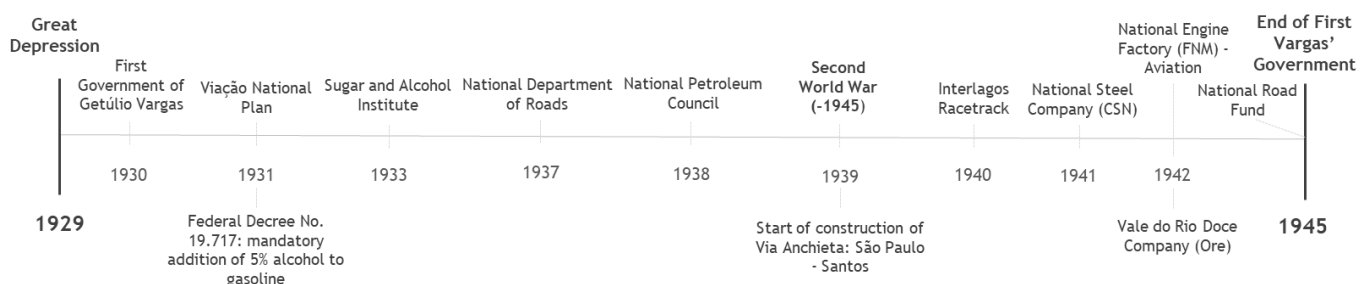 Great
Depression
First
Government of
Getúlio Vargas
Viação National
Plan
Sugar and Alcohol
Institute
National Department
of Roads
National Petroleum
Council
Second
World War
(-1945)
Interlagos
Racetrack
National Steel
Company (CSN)
National Engine
Factory (FNM) -
Aviation
National Road
Fund
End of First
Vargas’
Government
1929
1930
1931
1933
1937
1938
1939
1940
1941
1942
1945
Federal Decree No.
19.717: mandatory
addition of 5% alcohol to
gasoline
Start of construction of
Via Anchieta: São Paulo
- Santos
Vale do Rio Doce
Company (Ore)